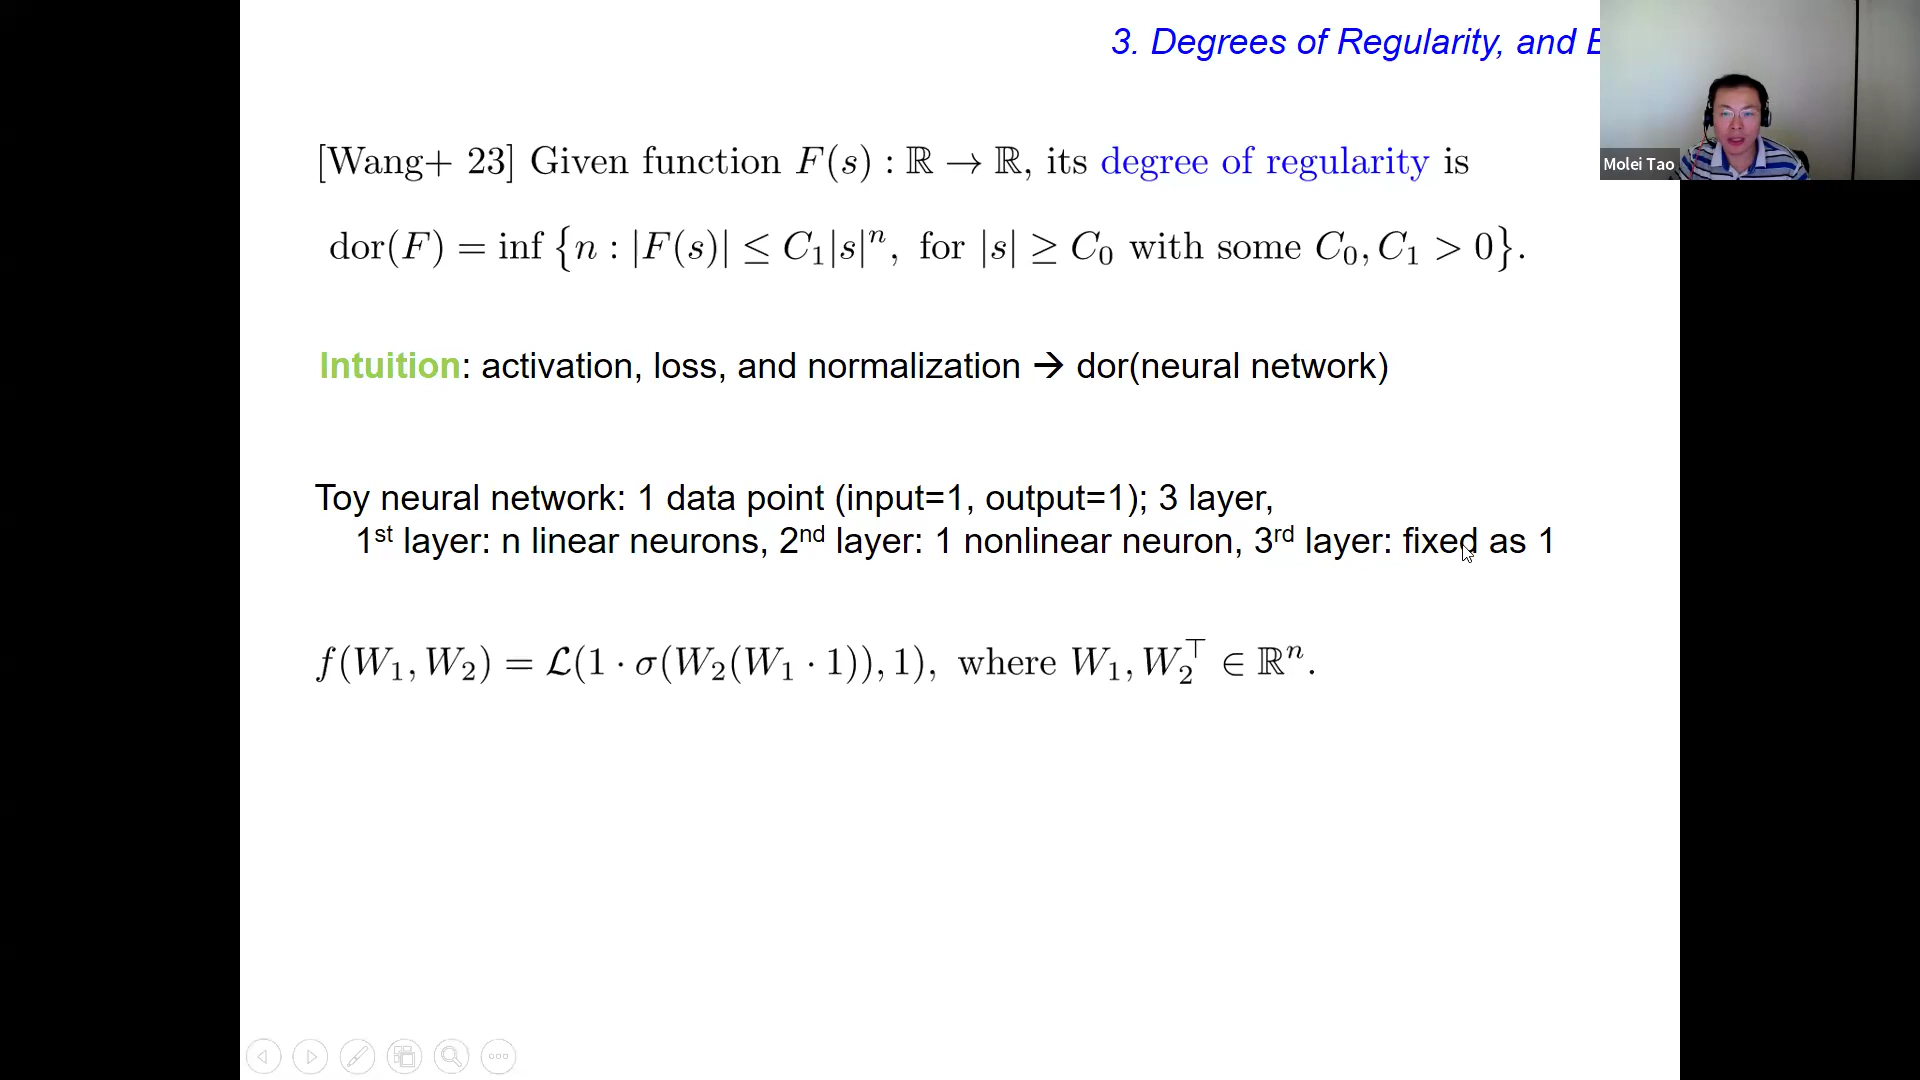 3. Degrees of Regularity, and
Molei Tao
[Wang+ 23] Given function F(s) : ℝ → ℝ, its degree of regularity is
dor(F) = inf {n : |F(s)| ≤ C₁|s|ⁿ, for |s| ≥ C₀ with some C₀, C₁ > 0}.
Intuition: activation, loss, and normalization → dor(neural network)
Toy neural network: 1 data point (input=1, output=1); 3 layer,
1st layer: n linear neurons, 2nd layer: 1 nonlinear neuron, 3rd layer: fixed as 1
f(W₁, W₂) = ℒ(1 · σ(W₂(W₁ · 1)), 1), where W₁, W₂⊤ ∈ ℝⁿ.